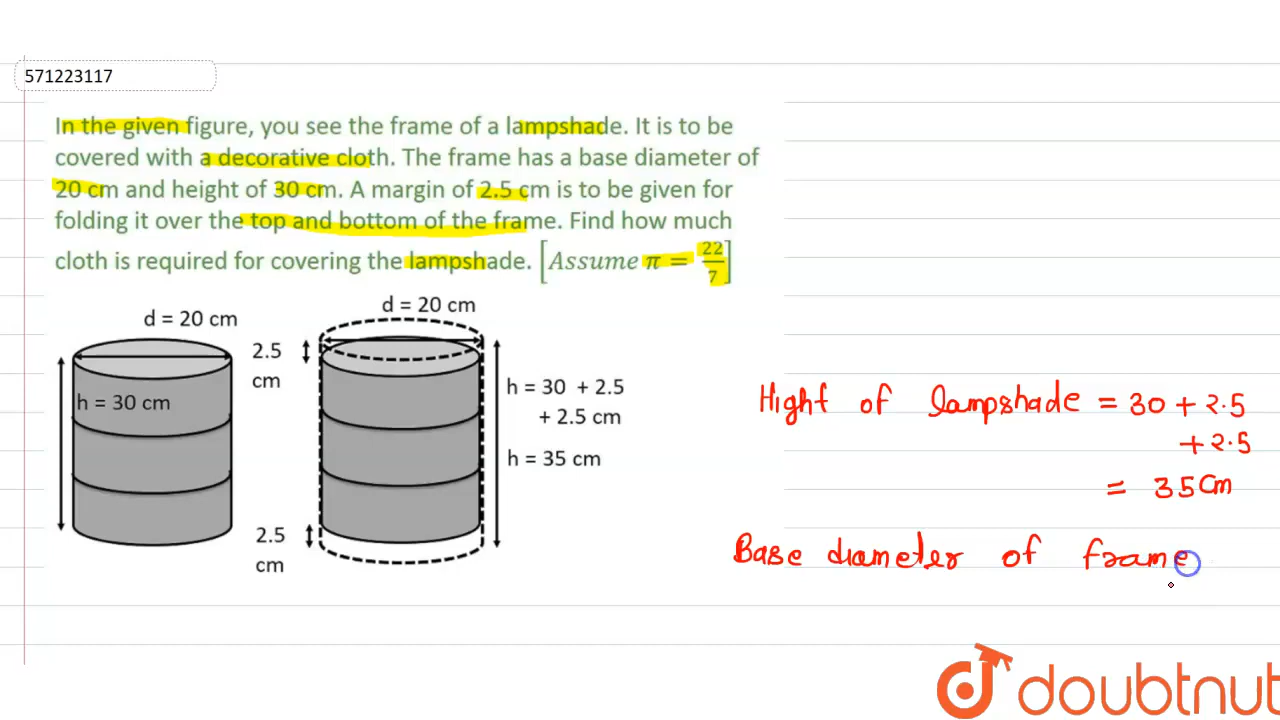 571223117
In the given figure, you see the frame of a lampshade. It is to be
covered with a decorative cloth. The frame has a base diameter of
20 cm and height of 30 cm. A margin of 2.5 cm is to be given for
folding it over the top and bottom of the frame. Find how much
cloth is required for covering the lampshade. [Assume π = 22/7]
d = 20 cm
h = 30 cm
2.5
cm
2.5
cm
d = 20 cm
h = 30 + 2.5
+ 2.5 cm
h = 35 cm
Hight of lampshade = 30 + 2.5
+ 2.5
= 35 cm
Base diameter of frame
doubtnut